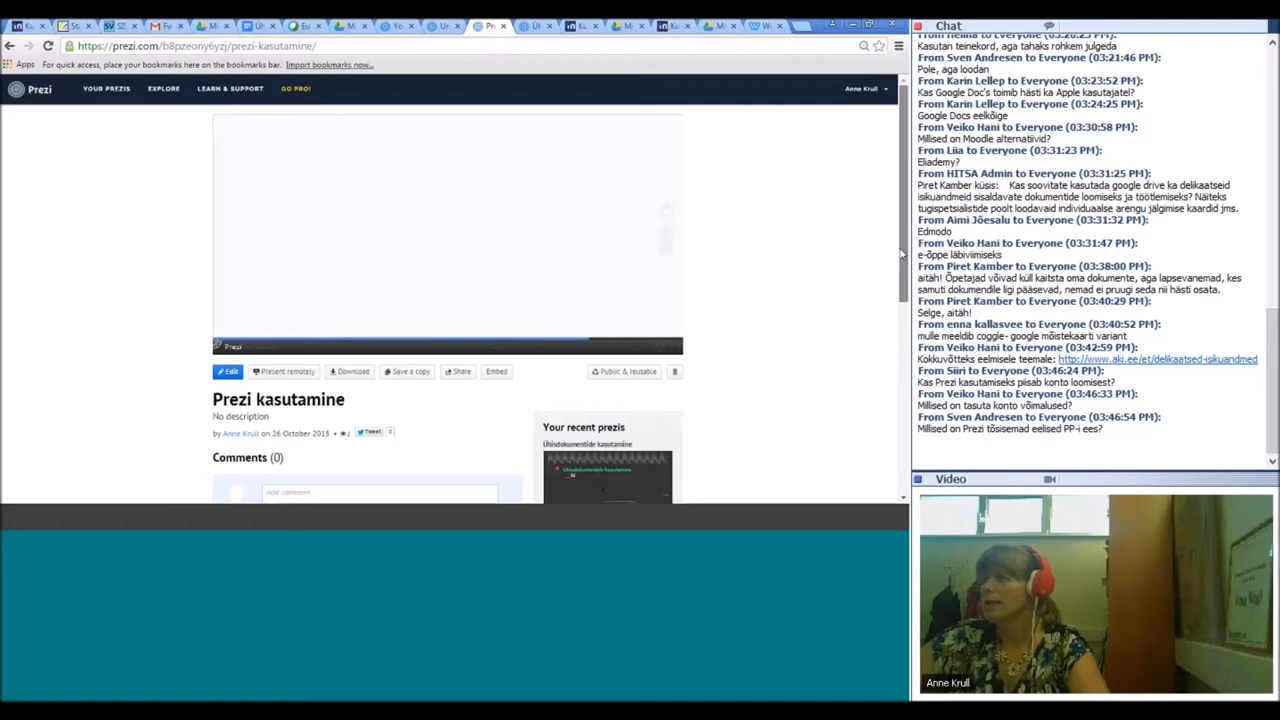 Chat
https://prezi.com/b8pzeony6yzj/prezi-kasutamine/
Apps For quick access, place your bookmarks here on the bookmarks bar. Import bookmarks now...
Prezi YOUR PREZIS EXPLORE LEARN & SUPPORT GO PRO! Anne Krull
Prezi
Edit Present remotely Download Save a copy Share Embed Public & reusable
Prezi kasutamine
No description
by Anne Krull on 26 October 2015 Tweet 0
Comments (0)
Add comment
Your recent prezis
Ühisdokumentide kasutamine
Ühisdokumentide kasutamine
Kasutan teinekord, aga tahaks rohkem julgeda
From Sven Andresen to Everyone (03:21:46 PM):
Pole, aga loodan
From Karin Lellep to Everyone (03:23:52 PM):
Kas Google Doc's toimib hästi ka Apple kasutajatel?
From Karin Lellep to Everyone (03:24:25 PM):
Google Docs eelkõige
From Veiko Hani to Everyone (03:30:58 PM):
Millised on Moodle alternatiivid?
From Liia to Everyone (03:31:23 PM):
Eliademy?
From HITSA Admin to Everyone (03:31:25 PM):
Piret Kamber küsis: Kas soovitate kasutada google drive ka delikaatseid
isikuandmeid sisaldavate dokumentide loomiseks ja töötlemiseks? Näiteks
tugispetsialistide poolt loodavaid individuaalse arengu jälgimise kaardid jms.
From Aimi Jõesalu to Everyone (03:31:32 PM):
Edmodo
From Veiko Hani to Everyone (03:31:47 PM):
e-õppe läbiviimiseks
From Piret Kamber to Everyone (03:38:00 PM):
aitäh! Õpetajad võivad küll kaitsta oma dokumente, aga lapsevanemad, kes
samuti dokumendile ligi pääsevad, nemad ei pruugi seda nii hästi osata.
From Piret Kamber to Everyone (03:40:29 PM):
Selge, aitäh!
From enna kallasvee to Everyone (03:40:52 PM):
mulle meeldib coggle- google mõistekaarti variant
From Veiko Hani to Everyone (03:42:59 PM):
Kokkuvõtteks eelmisele teemale: http://www.aki.ee/et/delikaatsed-isikuandmed
From Siiri to Everyone (03:46:24 PM):
Kas Prezi kasutamiseks piisab konto loomisest?
From Veiko Hani to Everyone (03:46:33 PM):
Millised on tasuta konto võimalused?
From Sven Andresen to Everyone (03:46:54 PM):
Millised on Prezi tõsisemad eelised PP-i ees?
Video
Anne Krull